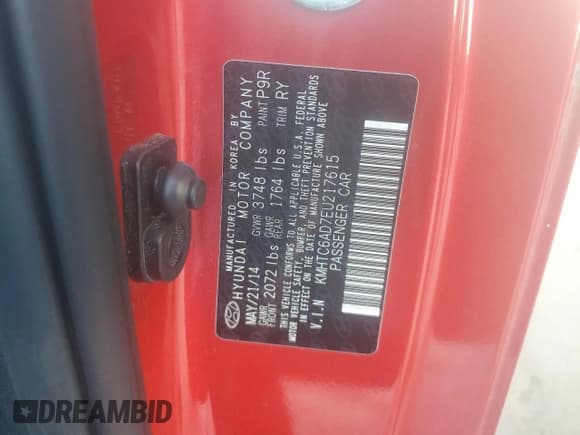 MANUFACTURED IN KOREA BY
HYUNDAI MOTOR COMPANY
MAY/21/14 GVWR 3748 lbs PAINT P9R
GAWR FRONT 2072 lbs GAWR REAR 1764 lbs TRIM RY
THIS VEHICLE CONFORMS TO ALL APPLICABLE U.S.A. FEDERAL
MOTOR VEHICLE SAFETY, BUMPER, AND THEFT PREVENTION STANDARDS
IN EFFECT ON THE DATE OF MANUFACTURE SHOWN ABOVE
V.I.N KMHTC6AD7EU217615
PASSENGER CAR
DREAMBID